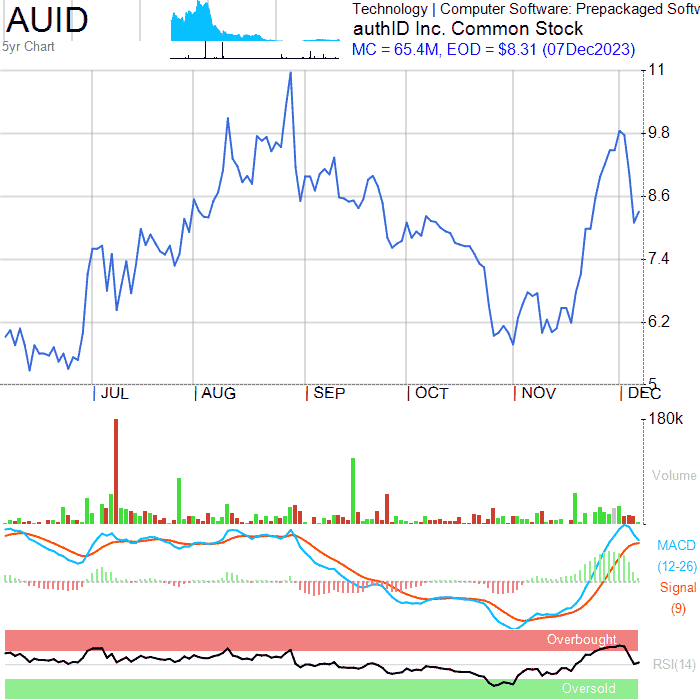 AUID
Technology | Computer Software: Prepackaged Softw
authID Inc. Common Stock
5yr Chart
MC = 65.4M, EOD = $8.31 (07Dec2023)
11
9.8
8.6
7.4
6.2
5
JUL AUG SEP OCT NOV DEC
180k
Volume
MACD
(12-26)
Signal
(9)
Overbought
RSI(14)
Oversold